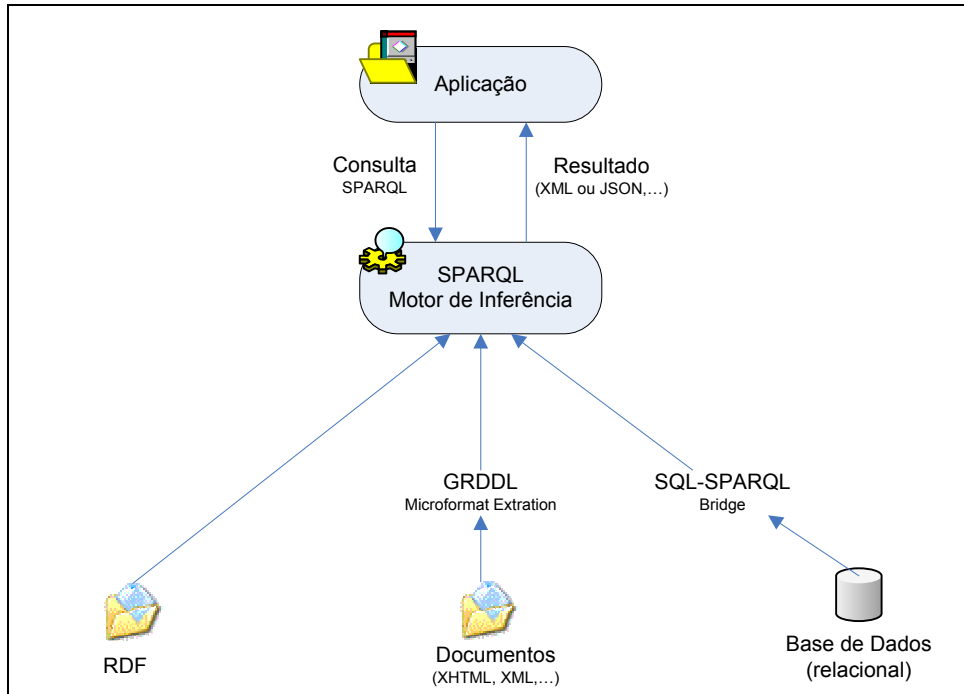 Aplicação
Consulta
SPARQL
Resultado
(XML ou JSON,...)
SPARQL
Motor de Inferência
GRDDL
Microformat Extration
SQL-SPARQL
Bridge
RDF
Documentos
(XHTML, XML,...)
Base de Dados
(relacional)